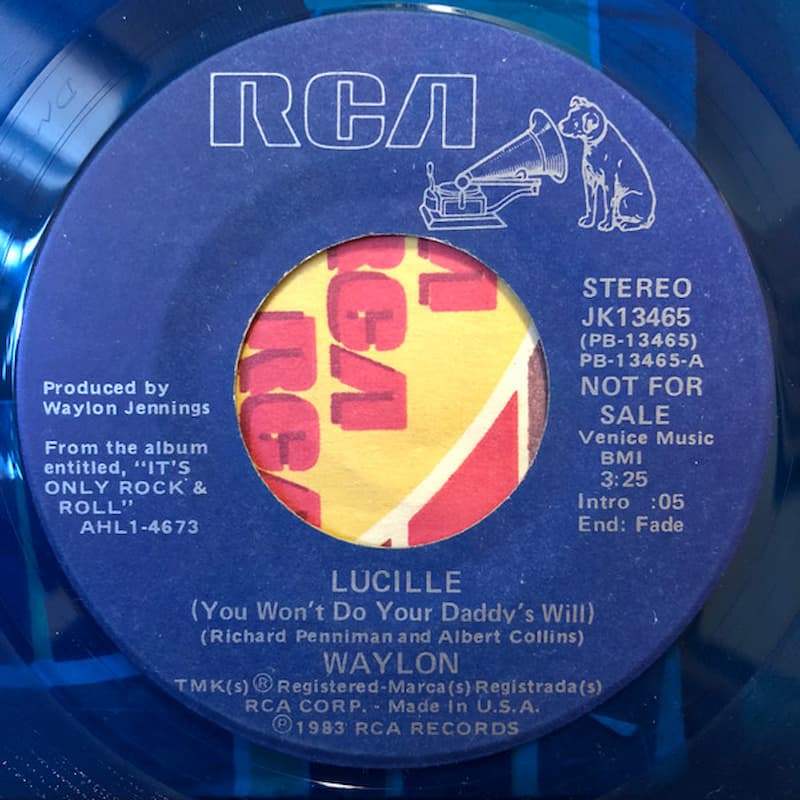 RCA
STEREO
JK13465
(PB-13465)
PB-13465-A
NOT FOR
SALE
Venice Music
BMI
3:25
Intro :05
End: Fade
Produced by
Waylon Jennings
From the album
entitled, "IT'S
ONLY ROCK &
ROLL"
AHL1-4673
RCA
RCA
LUCILLE
(You Won't Do Your Daddy's Will)
(Richard Penniman and Albert Collins)
WAYLON
TMK(s) ® Registered-Marca(s) Registrada(s)
RCA CORP. - Made In U.S.A.
℗ 1983 RCA RECORDS